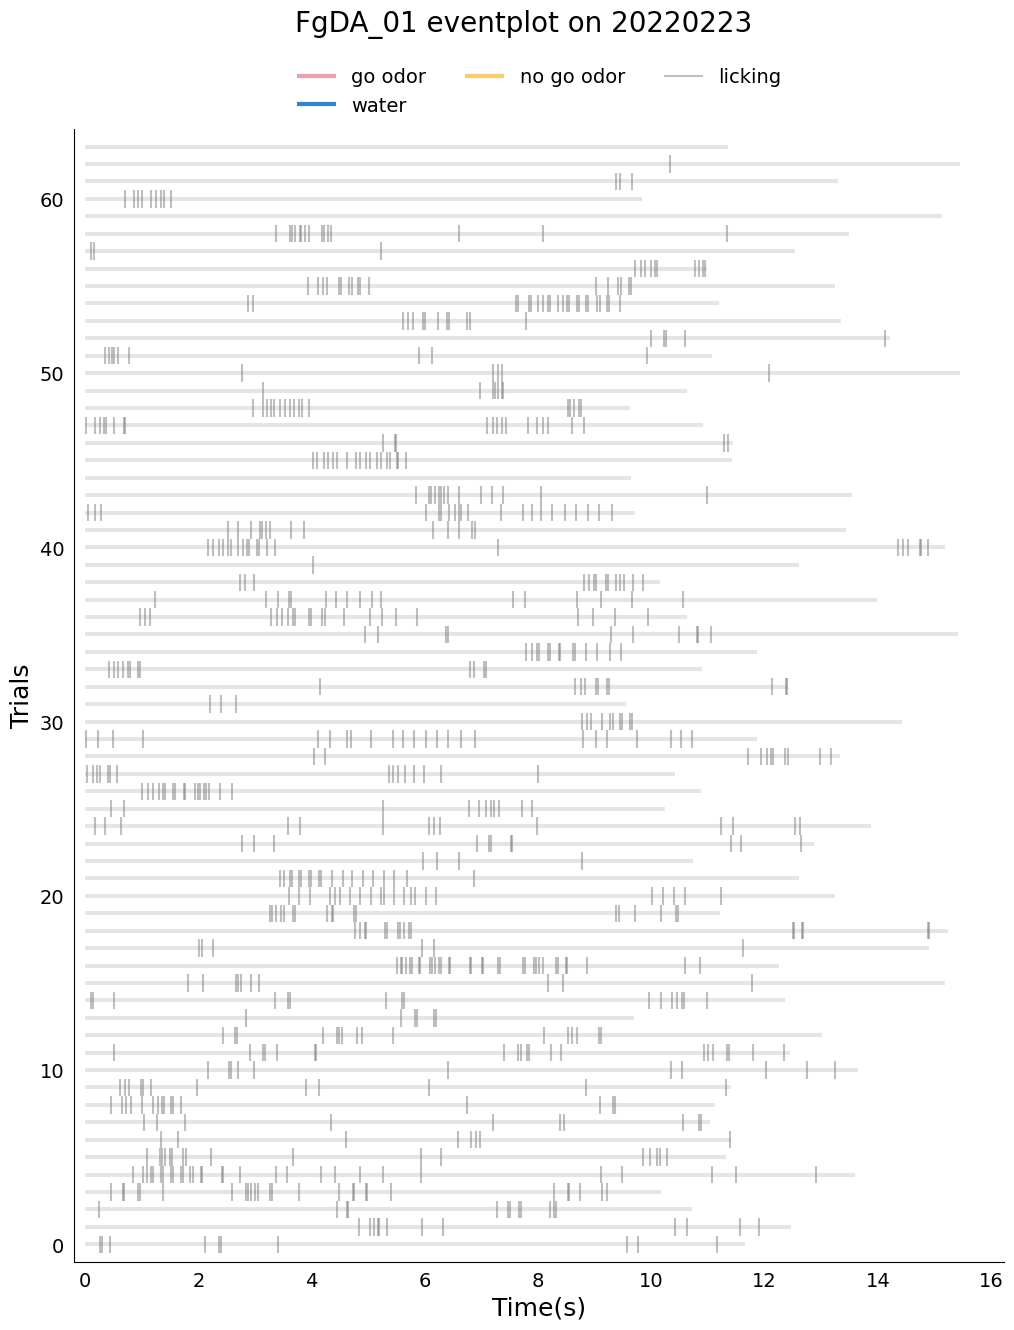 FgDA_01 eventplot on 20220223
go odor
no go odor
licking
water
60
50
40
30
20
10
0
Trials
0 2 4 6 8 10 12 14 16
Time(s)